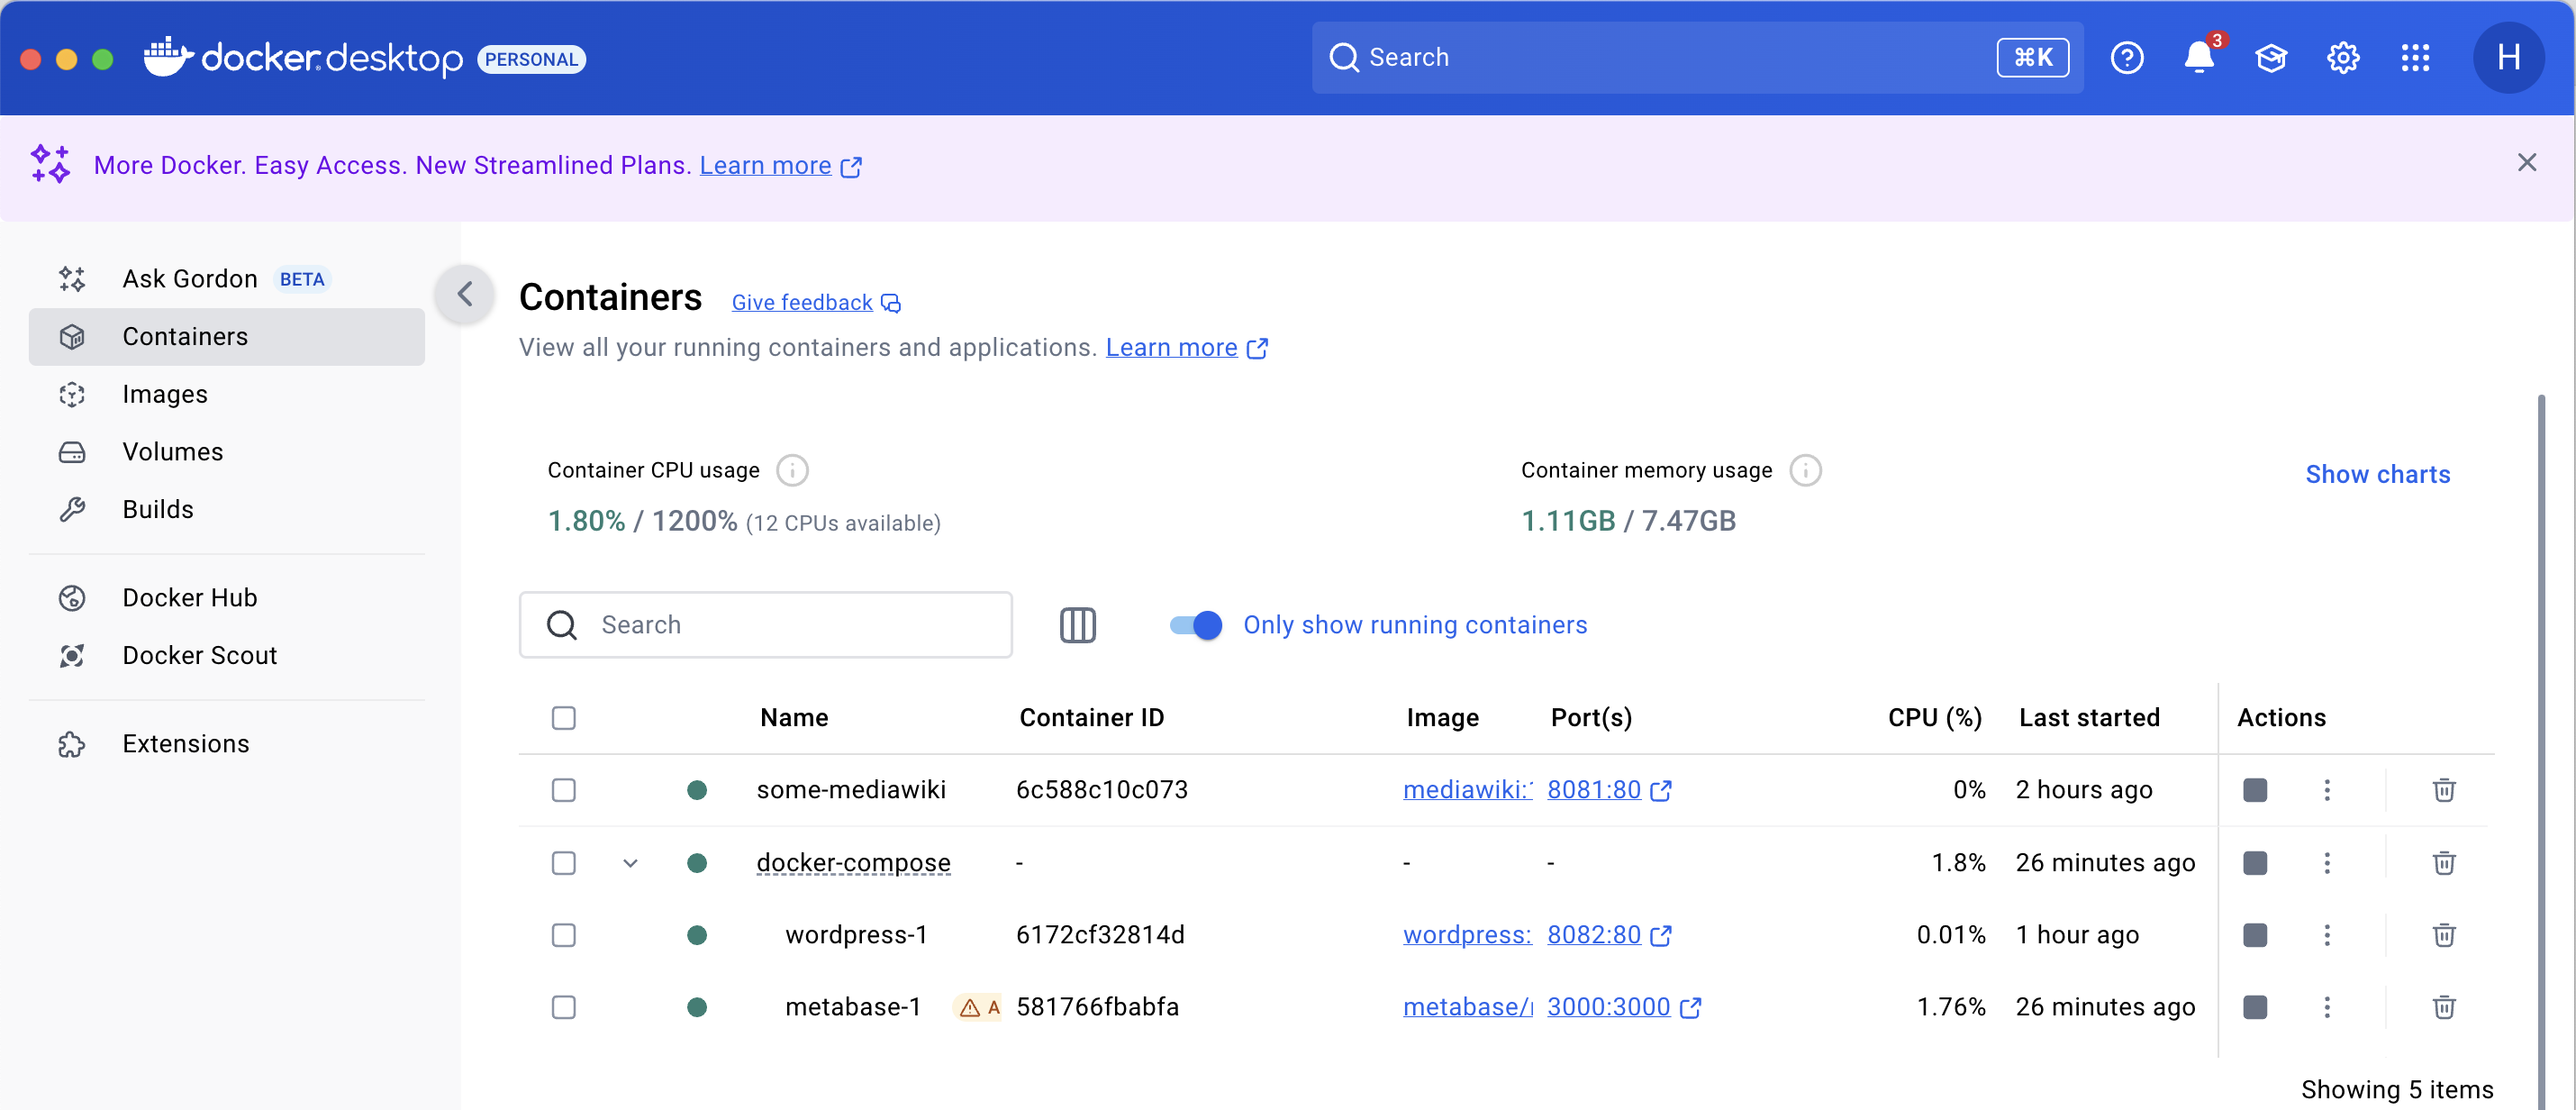 docker.desktop PERSONAL
Search
⌘K
3
H
More Docker. Easy Access. New Streamlined Plans. Learn more
Ask Gordon BETA
Containers
Images
Volumes
Builds
Docker Hub
Docker Scout
Extensions
Containers Give feedback
View all your running containers and applications. Learn more
Container CPU usage
1.80% / 1200% (12 CPUs available)
Container memory usage
1.11GB / 7.47GB
Show charts
Search
Only show running containers
Name Container ID Image Port(s) CPU (%) Last started Actions
some-mediawiki 6c588c10c073 mediawiki: 8081:80 0% 2 hours ago
docker-compose - - - 1.8% 26 minutes ago
wordpress-1 6172cf32814d wordpress: 8082:80 0.01% 1 hour ago
metabase-1 A 581766fbabfa metabase/ 3000:3000 1.76% 26 minutes ago
Showing 5 items